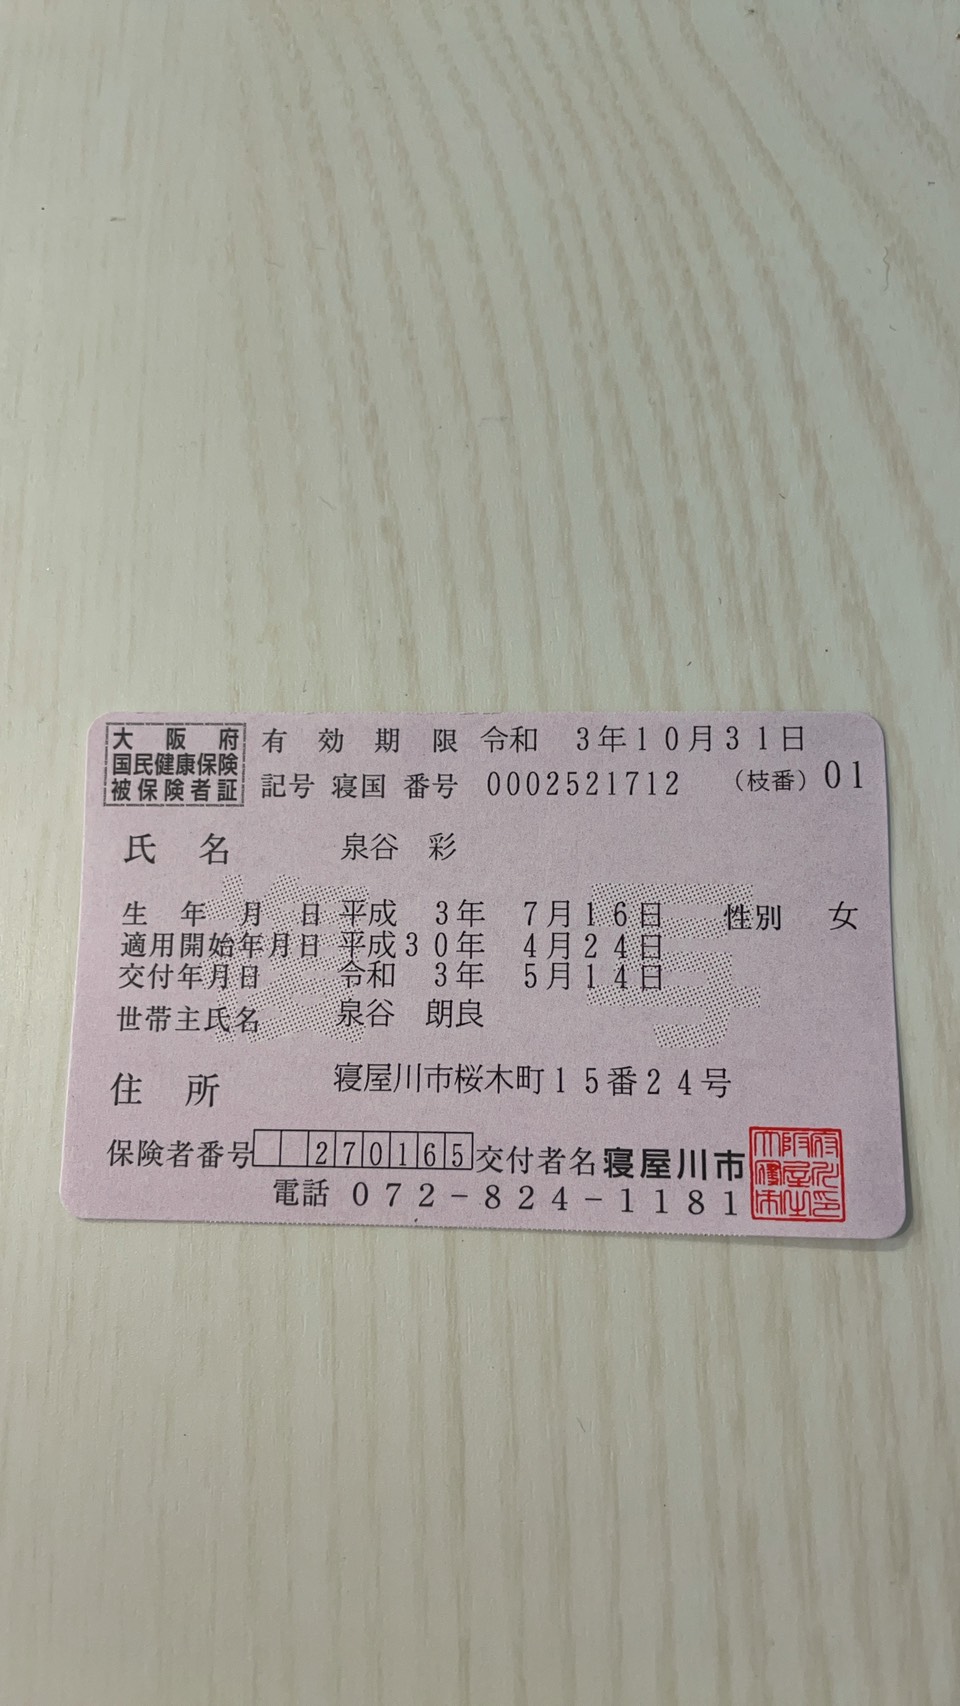 大阪府
国民健康保険
被保険者証
有効期限 令和 3年10月31日
記号 寝国 番号 0002521712 (枝番) 01
氏名 泉谷 彩
生年月日 平成 3年 7月16日 性別 女
適用開始年月日 平成30年 4月24日
交付年月日 令和 3年 5月14日
世帯主氏名 泉谷 朗良
住所 寝屋川市桜木町15番24号
保険者番号 270165 交付者名 寝屋川市
電話 072-824-1181